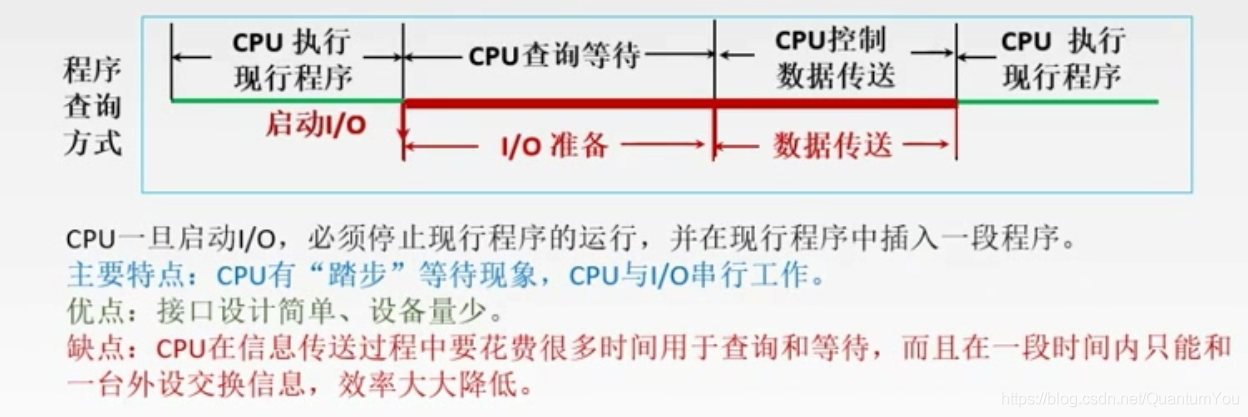 程序
查询
方式
CPU 执行
现行程序
CPU查询等待
CPU控制
数据传送
CPU 执行
现行程序
启动I/O
I/O 准备
数据传送
CPU一旦启动I/O，必须停止现行程序的运行，并在现行程序中插入一段程序。
主要特点：CPU有“踏步”等待现象，CPU与I/O串行工作。
优点：接口设计简单、设备量少。
缺点：CPU在信息传送过程中要花费很多时间用于查询和等待，而且在一段时间内只能和
一台外设交换信息，效率大大降低。
https://blog.csdn.net/QuantumYou